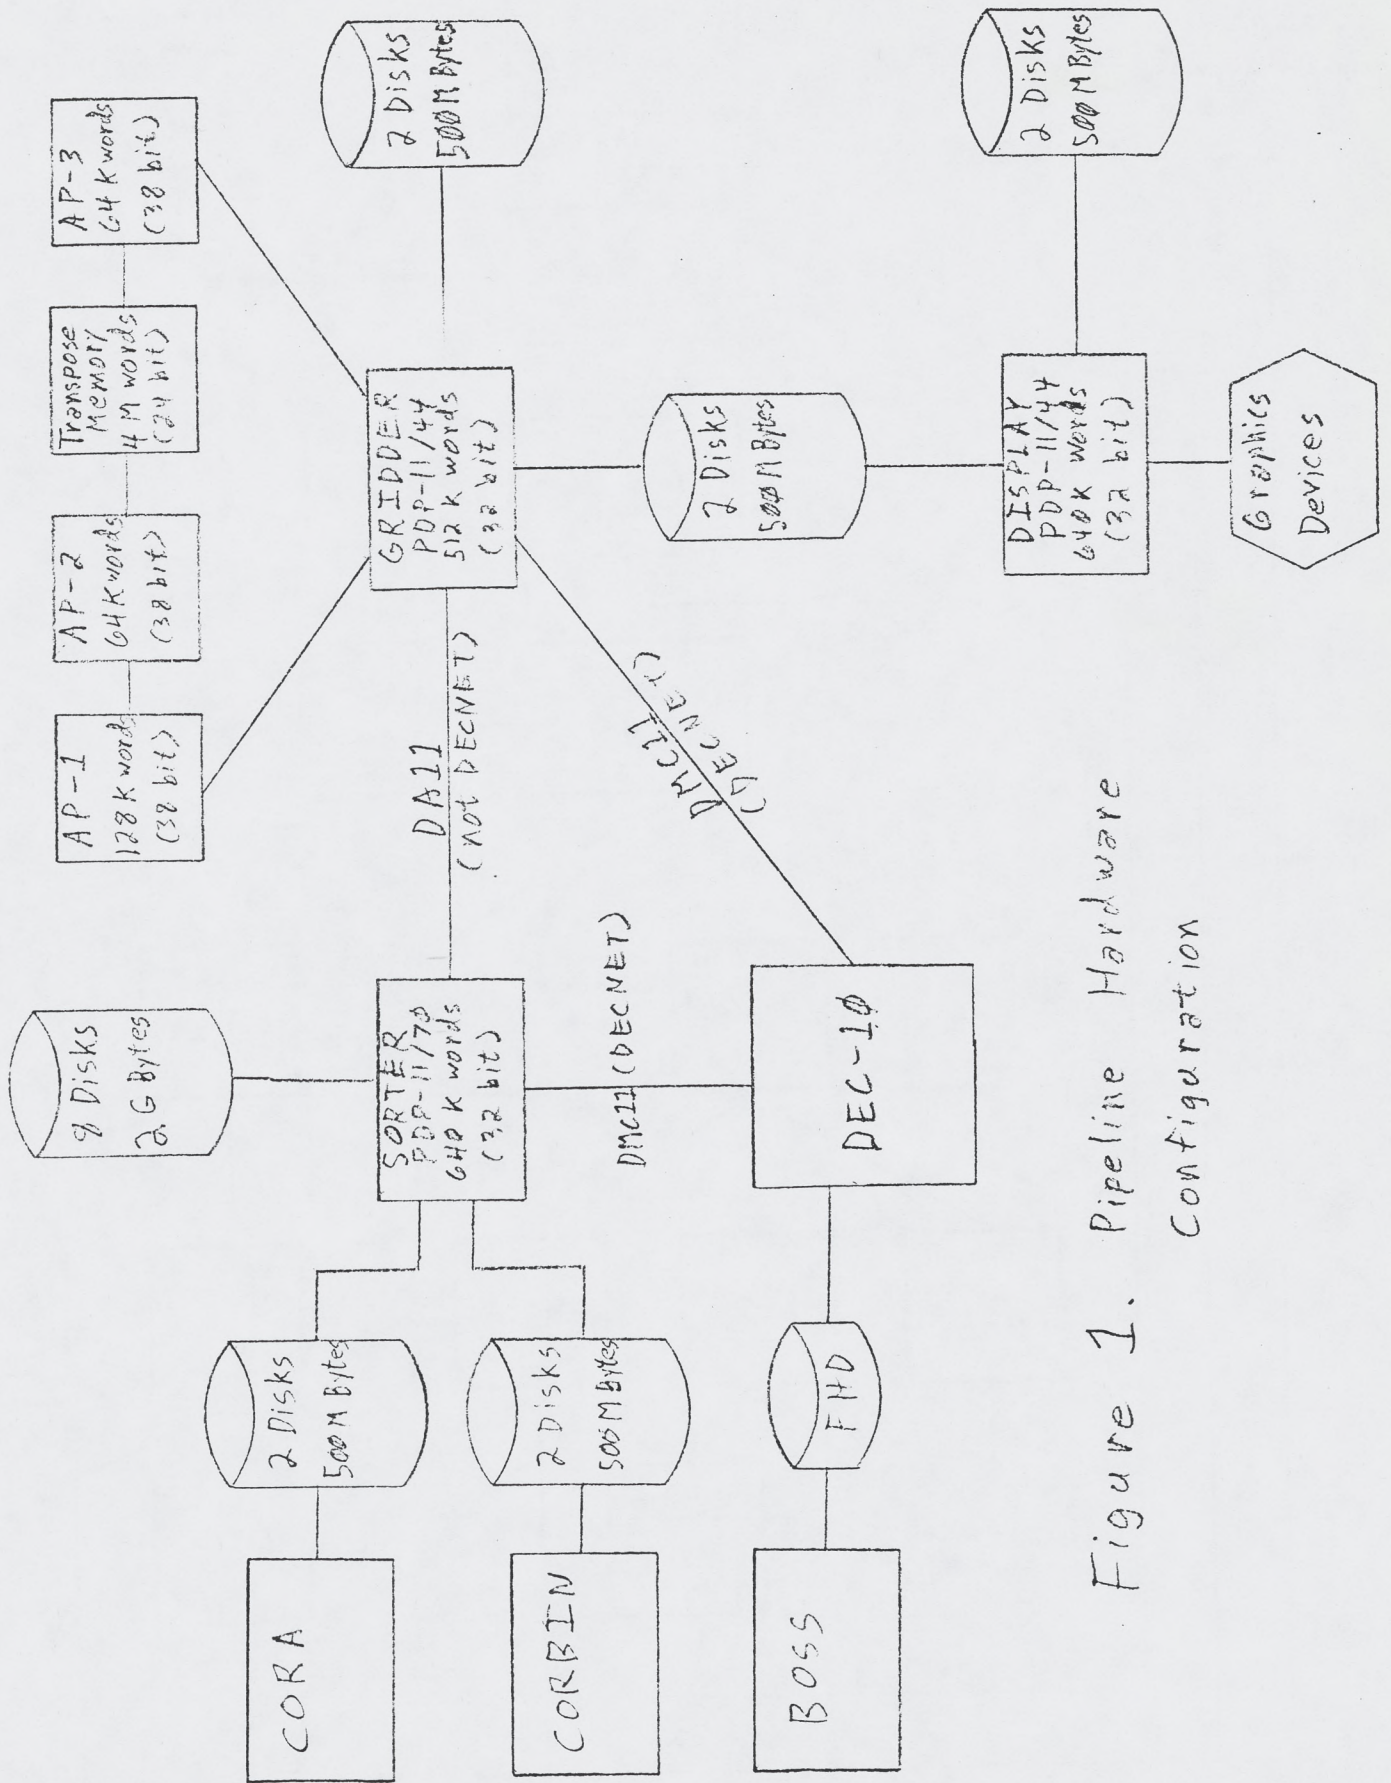 CORA
2 Disks
500 M Bytes
CORBIN
2 Disks
500 M Bytes
BOSS
FHD
8 Disks
2 G Bytes
SORTER
PDP-11/70
640 K words
(32 bit)
DMC11 (DECNET)
DEC-10
DA11
(not DECNET)
DMC11
(DECNET)
AP-1
128 K words
(38 bit)
AP-2
64 K words
(38 bit)
Transpose
Memory
4 M words
(24 bit)
AP-3
64 K words
(38 bit)
GRIDDER
PDP-11/44
512 K words
(32 bit)
2 Disks
500 M Bytes
2 Disks
500 M Bytes
DISPLAY
PDP-11/44
640 K words
(32 bit)
2 Disks
500 M Bytes
Graphics
Devices
Figure 1. Pipeline Hardware
Configuration